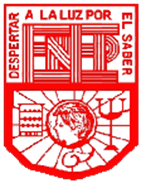 DESPERTAR
A LA LUZ POR
EL SABER
ENP